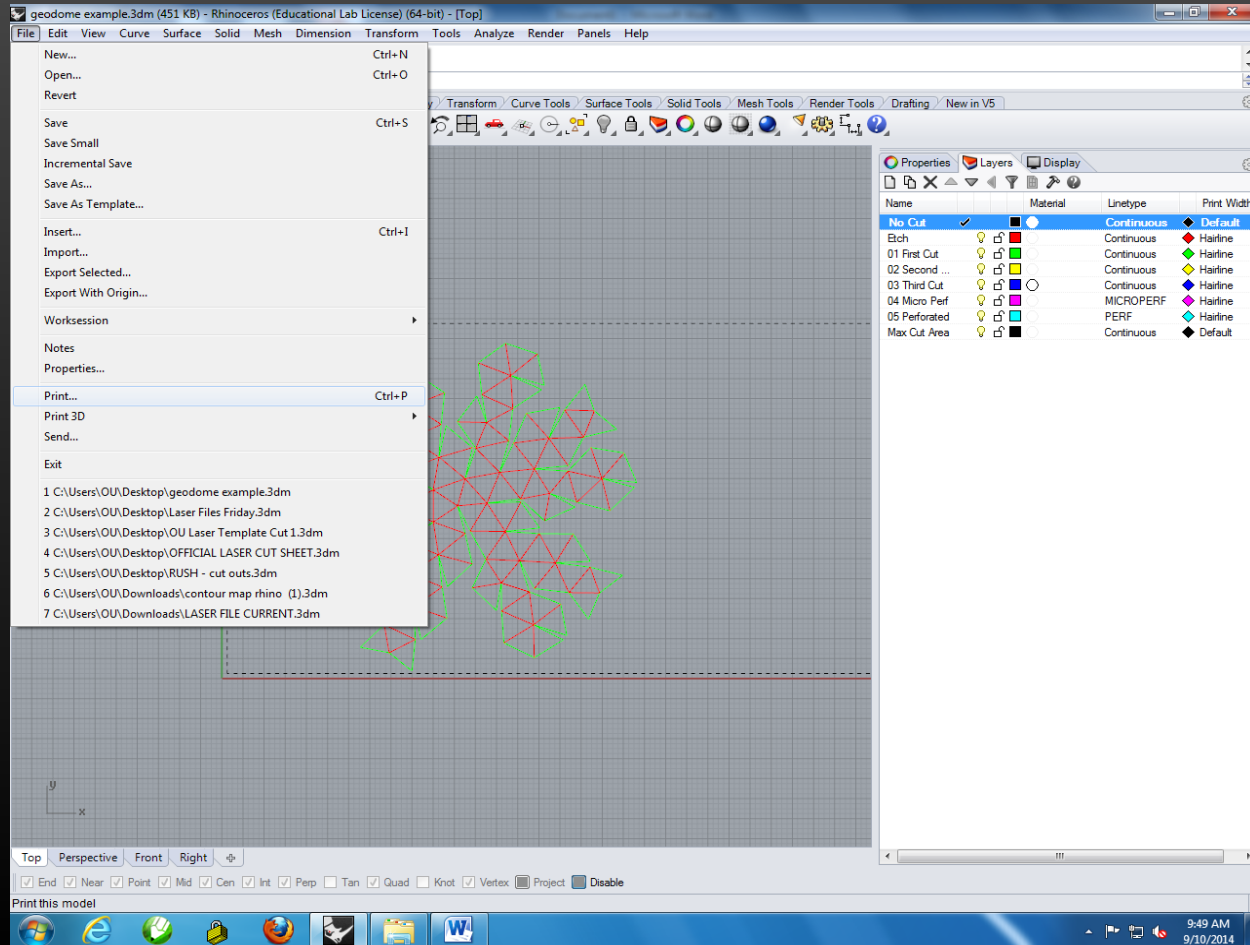 geodome example.3dm (451 KB) - Rhinoceros (Educational Lab License) (64-bit) - [Top]
File Edit View Curve Surface Solid Mesh Dimension Transform Tools Analyze Render Panels Help
New... Ctrl+N
Open... Ctrl+O
Revert
Save Ctrl+S
Save Small
Incremental Save
Save As...
Save As Template...
Insert... Ctrl+I
Import...
Export Selected...
Export With Origin...
Worksession
Notes
Properties...
Print... Ctrl+P
Print 3D
Send...
Exit
1 C:\Users\OU\Desktop\geodome example.3dm
2 C:\Users\OU\Desktop\Laser Files Friday.3dm
3 C:\Users\OU\Desktop\OU Laser Template Cut 1.3dm
4 C:\Users\OU\Desktop\OFFICIAL LASER CUT SHEET.3dm
5 C:\Users\OU\Desktop\RUSH - cut outs.3dm
6 C:\Users\OU\Downloads\contour map rhino (1).3dm
7 C:\Users\OU\Downloads\LASER FILE CURRENT.3dm
y Transform Curve Tools Surface Tools Solid Tools Mesh Tools Render Tools Drafting New in V5
Properties Layers Display
Name Material Linetype Print Width
No Cut Continuous Default
Etch Continuous Hairline
01 First Cut Continuous Hairline
02 Second ... Continuous Hairline
03 Third Cut Continuous Hairline
04 Micro Perf MICROPERF Hairline
05 Perforated PERF Hairline
Max Cut Area Continuous Default
y
x
Top Perspective Front Right
End Near Point Mid Cen Int Perp Tan Quad Knot Vertex Project Disable
Print this model
9:49 AM
9/10/2014